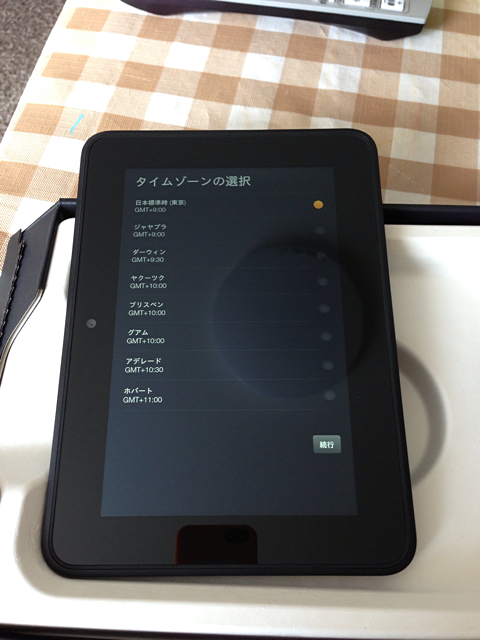 タイムゾーンの選択
日本標準時 (東京)
GMT+9:00
ジャヤプラ
GMT+9:00
ダーウィン
GMT+9:30
ヤクーツク
GMT+10:00
ブリスベン
GMT+10:00
グアム
GMT+10:00
アデレード
GMT+10:30
ホバート
GMT+11:00
続行